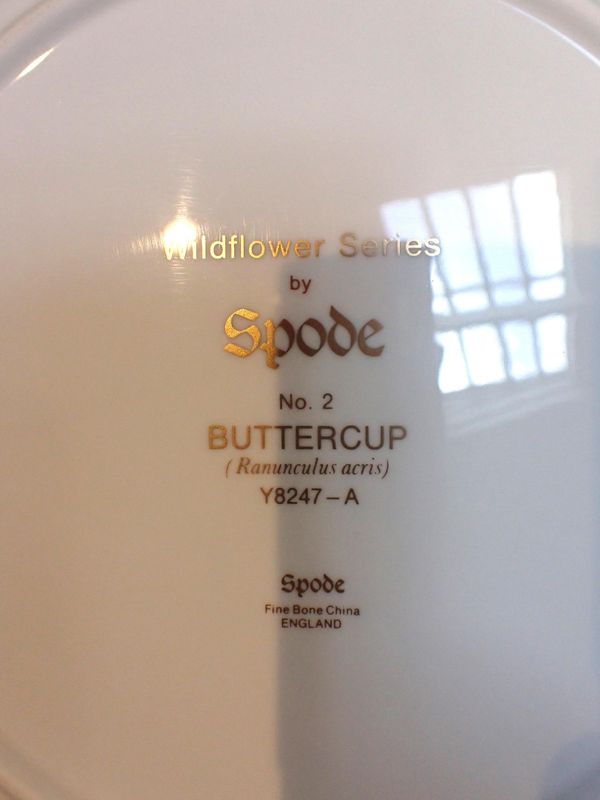 Wildflower Series
by
Spode
No. 2
BUTTERCUP
(Ranunculus acris)
Y8247-A
Spode
Fine Bone China
ENGLAND